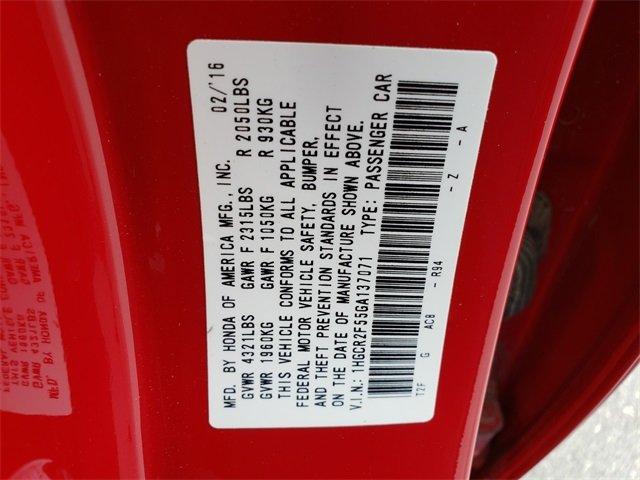 MFD. BY HONDA OF AMERICA MFG., INC. 02/'16
GVWR 4321LBS GAWR F 2315LBS R 2050LBS
GVWR 1960KG GAWR F 1050KG R 930KG
THIS VEHICLE CONFORMS TO ALL APPLICABLE
FEDERAL MOTOR VEHICLE SAFETY, BUMPER,
AND THEFT PREVENTION STANDARDS IN EFFECT
ON THE DATE OF MANUFACTURE SHOWN ABOVE.
V.I.N.: 1HGCR2F55GA137071 TYPE: PASSENGER CAR
T2F G AC8 - R94 - Z - A